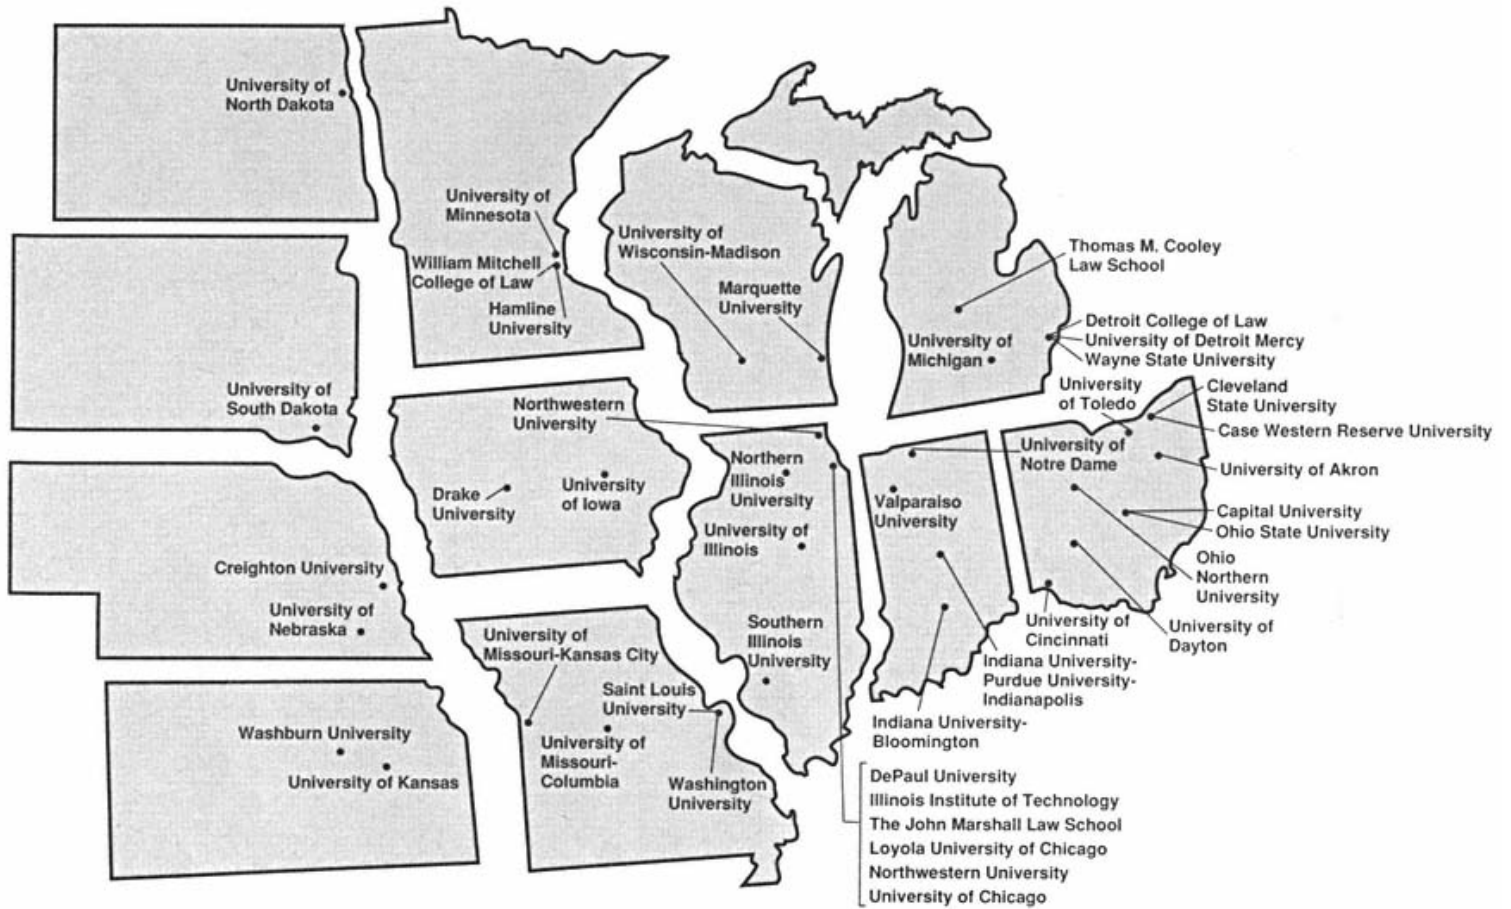 University of
North Dakota
University of
Minnesota
William Mitchell
College of Law
Hamline
University
University of
Wisconsin-Madison
Marquette
University
Thomas M. Cooley
Law School
Detroit College of Law
University of Detroit Mercy
Wayne State University
University of
Michigan
University of
South Dakota
Northwestern
University
Drake
University
University
of Iowa
Northern
Illinois
University
University of
Illinois
Southern
Illinois
University
University
of Toledo
Cleveland
State University
Case Western Reserve University
University of Akron
Capital University
Ohio State University
Ohio
Northern
University
University of
Dayton
University of
Cincinnati
University of
Notre Dame
Valparaiso
University
Indiana University-
Purdue University-
Indianapolis
Indiana University-
Bloomington
Creighton University
University of
Nebraska
University of
Missouri-Kansas City
Saint Louis
University
University of
Missouri-
Columbia
Washington
University
Washburn University
University of Kansas
DePaul University
Illinois Institute of Technology
The John Marshall Law School
Loyola University of Chicago
Northwestern University
University of Chicago